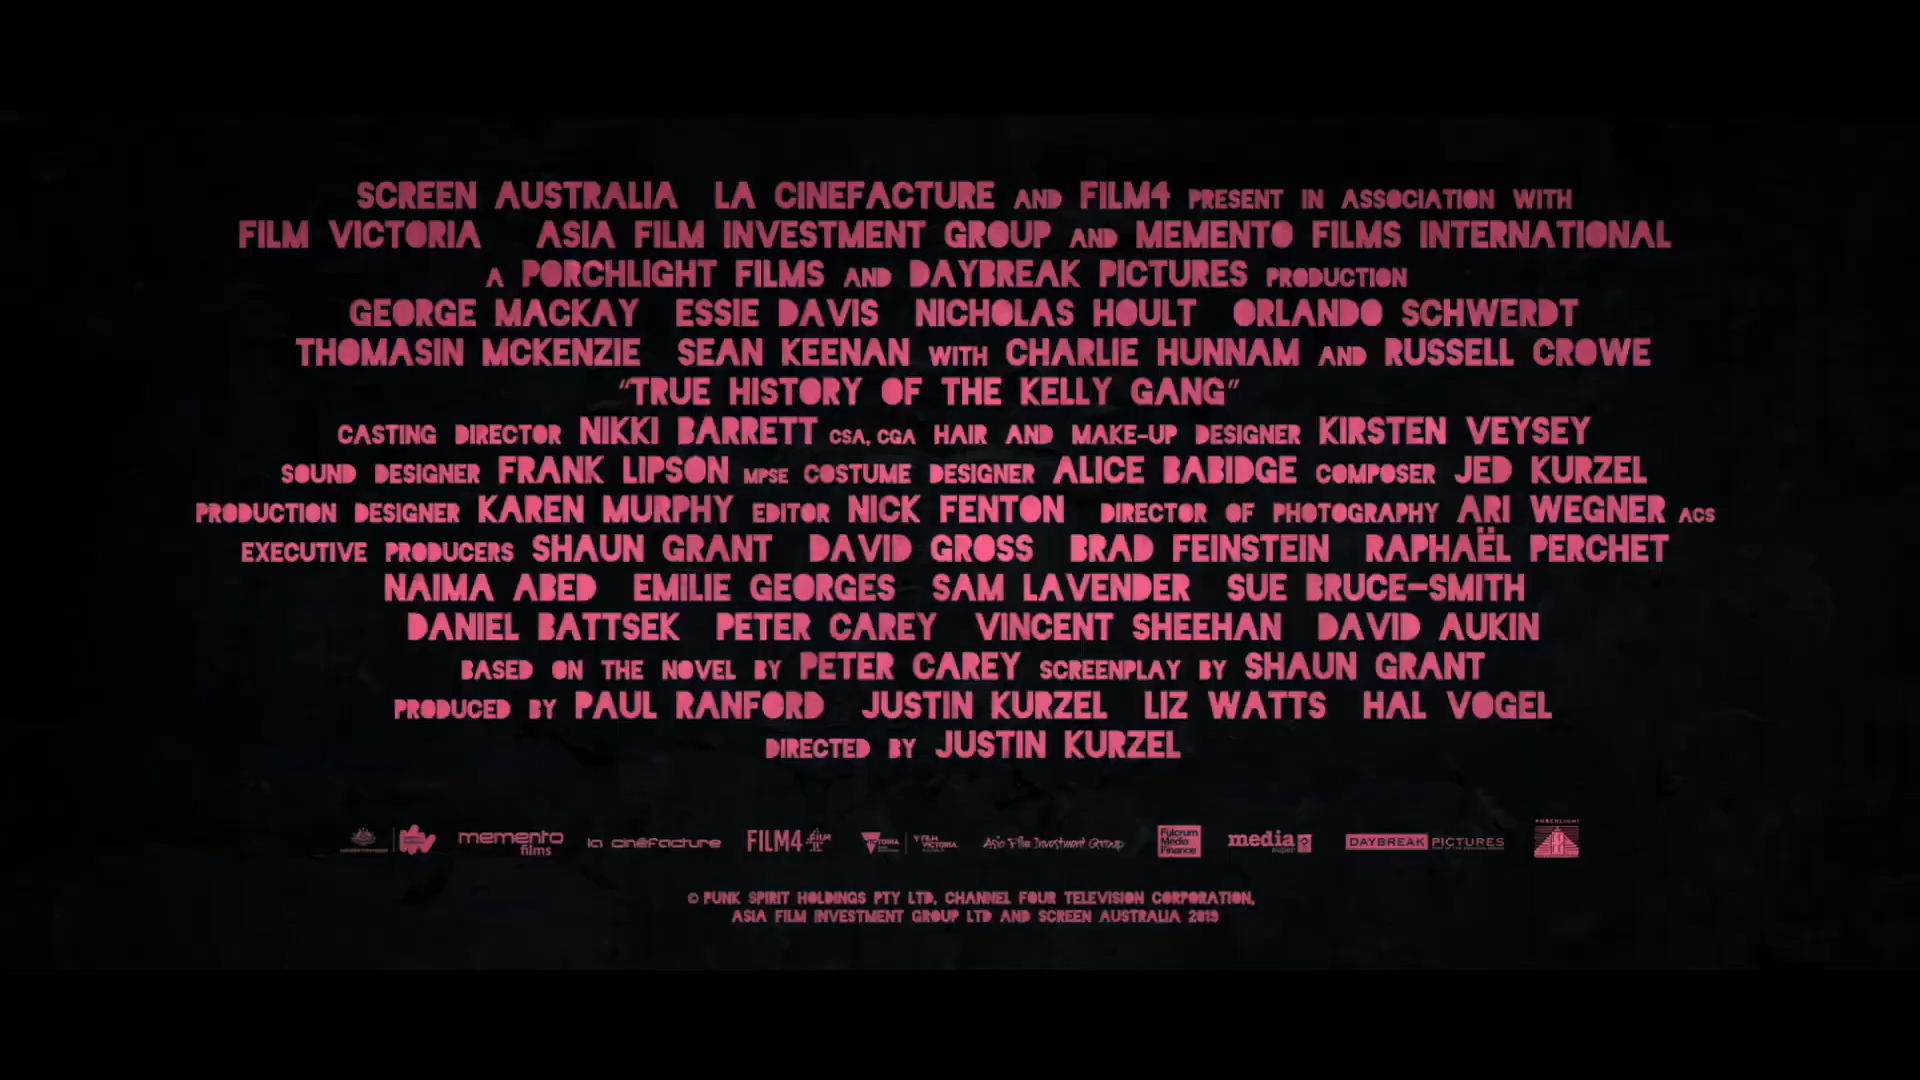 SCREEN AUSTRALIA LA CINEFACTURE AND FILM4 PRESENT IN ASSOCIATION WITH
FILM VICTORIA ASIA FILM INVESTMENT GROUP AND MEMENTO FILMS INTERNATIONAL
A PORCHLIGHT FILMS AND DAYBREAK PICTURES PRODUCTION
GEORGE MACKAY ESSIE DAVIS NICHOLAS HOULT ORLANDO SCHWERDT
THOMASIN MCKENZIE SEAN KEENAN WITH CHARLIE HUNNAM AND RUSSELL CROWE
"TRUE HISTORY OF THE KELLY GANG"
CASTING DIRECTOR NIKKI BARRETT CSA, CGA HAIR AND MAKE-UP DESIGNER KIRSTEN VEYSEY
SOUND DESIGNER FRANK LIPSON MPSE COSTUME DESIGNER ALICE BABIDGE COMPOSER JED KURZEL
PRODUCTION DESIGNER KAREN MURPHY EDITOR NICK FENTON DIRECTOR OF PHOTOGRAPHY ARI WEGNER ACS
EXECUTIVE PRODUCERS SHAUN GRANT DAVID GROSS BRAD FEINSTEIN RAPHAËL PERCHET
NAIMA ABED EMILIE GEORGES SAM LAVENDER SUE BRUCE-SMITH
DANIEL BATTSEK PETER CAREY VINCENT SHEEHAN DAVID AUKIN
BASED ON THE NOVEL BY PETER CAREY SCREENPLAY BY SHAUN GRANT
PRODUCED BY PAUL RANFORD JUSTIN KURZEL LIZ WATTS HAL VOGEL
DIRECTED BY JUSTIN KURZEL
memento films la cinéfacture FILM4 VICTORIA FILM VICTORIA Asia Film Investment Group Fulcrum Media Finance media super DAYBREAK PICTURES PORCHLIGHT
© PUNK SPIRIT HOLDINGS PTY LTD, CHANNEL FOUR TELEVISION CORPORATION,
ASIA FILM INVESTMENT GROUP LTD AND SCREEN AUSTRALIA 2019